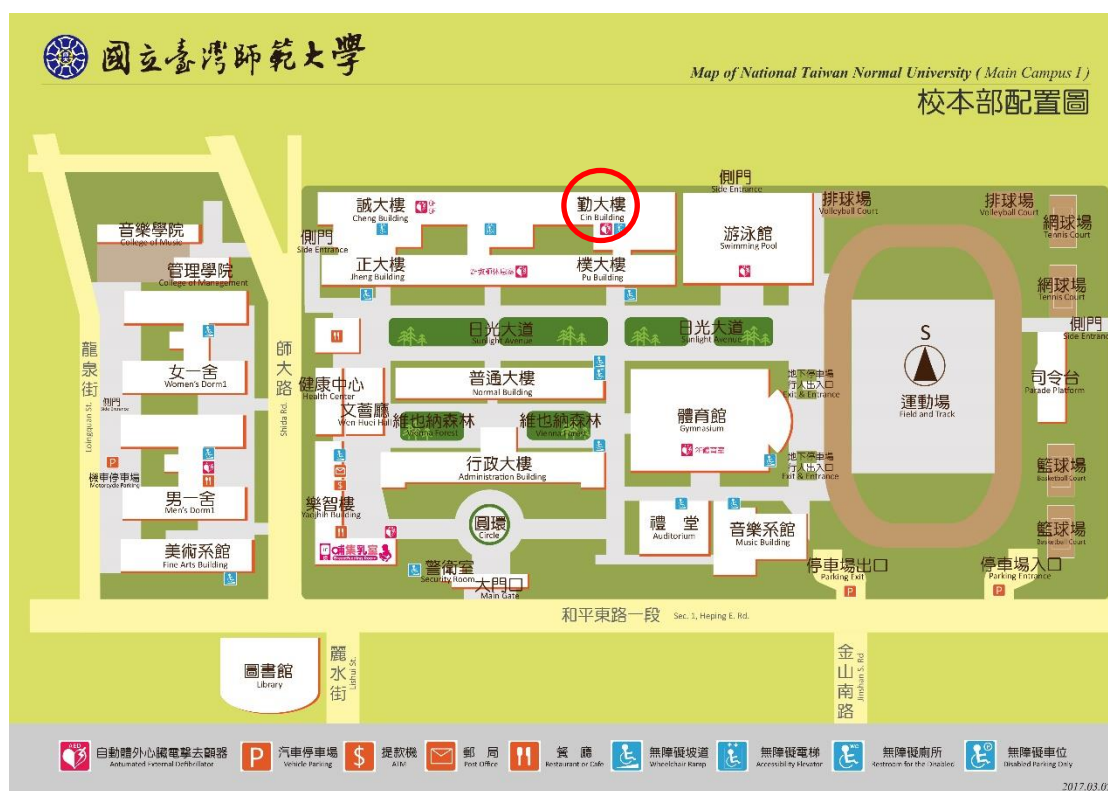 國立臺灣師範大學
Map of National Taiwan Normal University ( Main Campus I )
校本部配置圖
側門
Side Entrance
誠大樓
Cheng Building
勤大樓
Cin Building
排球場
Volleyball Court
排球場
Volleyball Court
網球場
Tennis Court
音樂學院
College of Music
側門
Side Entrance
游泳館
Swimming Pool
管理學院
College of Management
正大樓
Jheng Building
樸大樓
Pu Building
網球場
Tennis Court
日光大道
Sunlight Avenue
日光大道
Sunlight Avenue
S
側門
Side Entrance
龍泉街
Loingquan St.
師大路
Shida Rd.
女一舍
Women's Dorm1
健康中心
Health Center
普通大樓
Normal Building
地下停車場
行人出入口
Exit & Entrance
運動場
Field and Track
司令台
Parade Platform
側門
Side Entrance
文薈廳
Wen Huei Hall
維也納森林
Vienna Forest
維也納森林
Vienna Forest
體育館
Gymnasium
2F體育室
P
機車停車場
Motorcycle Parking
行政大樓
Administration Building
地下停車場
行人出入口
Exit & Entrance
籃球場
Basketball Court
男一舍
Men's Dorm1
$
樂智樓
圓環
Circle
禮 堂
Auditorium
音樂系館
Music Building
籃球場
Basketball Court
美術系館
Fine Arts Building
哺集乳室
警衛室
Security Room
大門口
Main Gate
停車場出口
Parking Exit
P
停車場入口
Parking Entrance
P
和平東路一段 Sec. 1, Heping E. Rd.
圖書館
Library
麗水街
Lishui St.
金山南路
Jinshan S. Rd
AED
自動體外心臟電擊去顫器
Automated External Defibrillator
P
汽車停車場
Vehicle Parking
$
提款機
ATM
郵 局
Post Office
餐 廳
Restaurant or Cafe
無障礙坡道
Wheelchair Ramp
無障礙電梯
Accessibility Elevator
WC
無障礙廁所
Restroom for the Disabled
P
無障礙車位
Disabled Parking Only